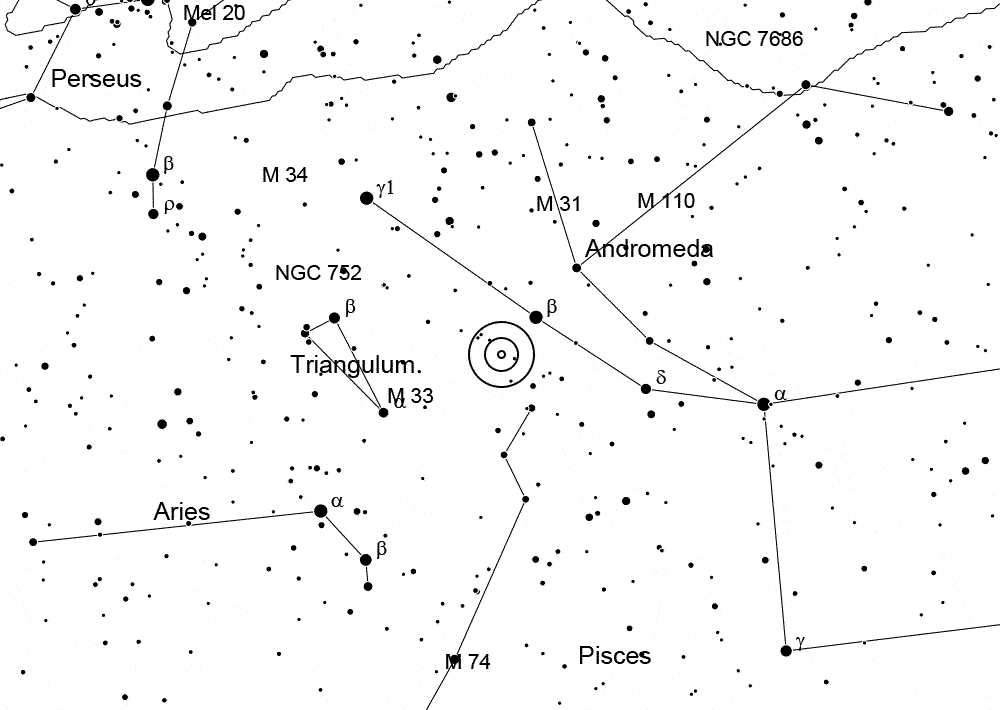 Mel 20
NGC 7686
Perseus
β
M 34
γ1
ρ
M 31
M 110
Andromeda
NGC 752
β
β
Triangulum.
δ
M 33
α
α
Aries
α
β
γ
M 74
Pisces